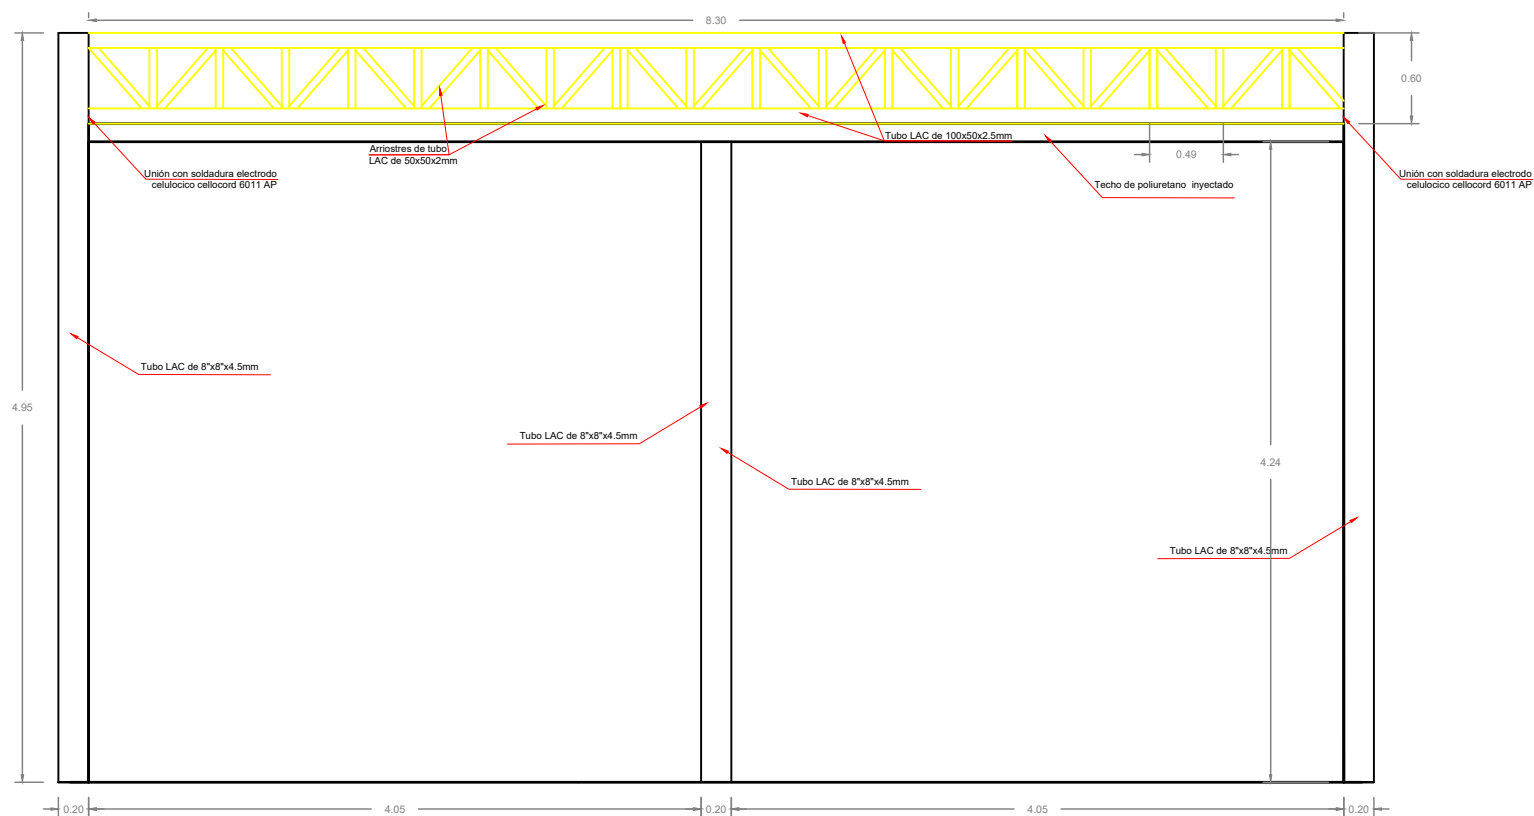 8.30
0.60
Tubo LAC de 100x50x2.5mm
Arriostres de tubo
LAC de 50x50x2mm
0.49
Unión con soldadura electrodo
celulocico cellocord 6011 AP
Unión con soldadura electrodo
celulocico cellocord 6011 AP
Techo de poliuretano inyectado
Tubo LAC de 8"x8"x4.5mm
4.95
Tubo LAC de 8"x8"x4.5mm
4.24
Tubo LAC de 8"x8"x4.5mm
Tubo LAC de 8"x8"x4.5mm
0.20
4.05
0.20
4.05
0.20